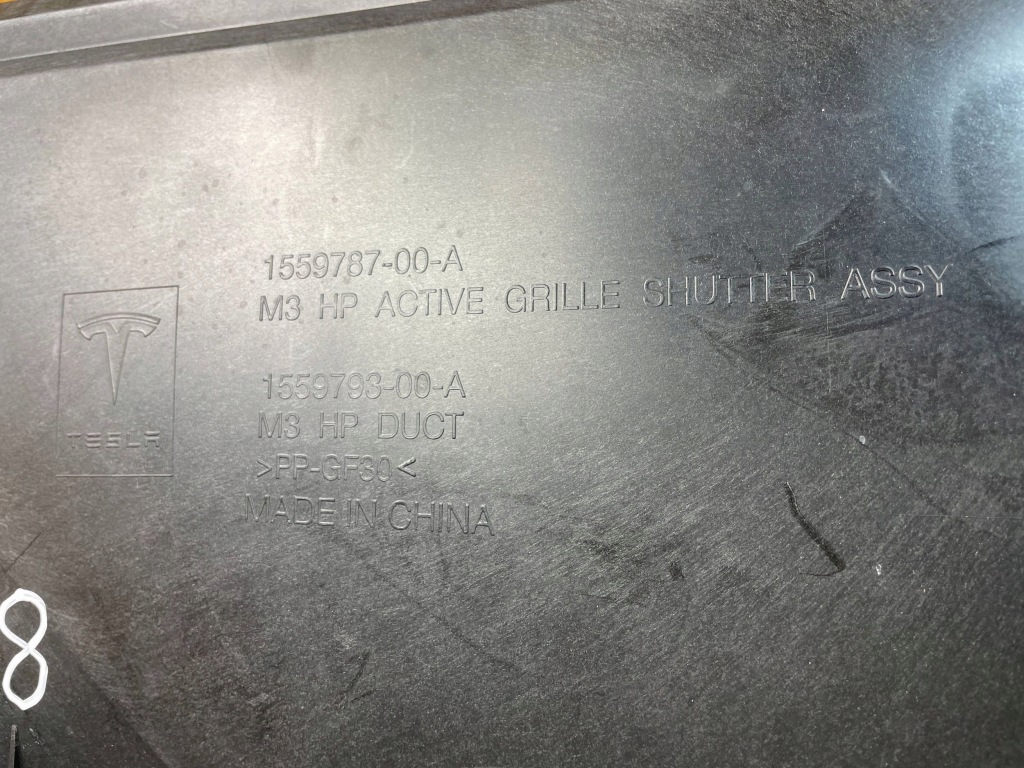 1559787-00-A
M3 HP ACTIVE GRILLE SHUTTER ASSY
TESLA
1559793-00-A
M3 HP DUCT
>PP-GF30<
MADE IN CHINA
8